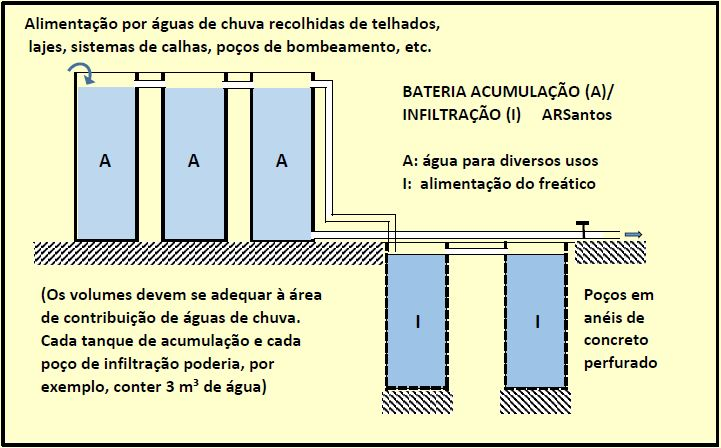 Alimentação por águas de chuva recolhidas de telhados,
lajes, sistemas de calhas, poços de bombeamento, etc.
BATERIA ACUMULAÇÃO (A)/
INFILTRAÇÃO (I) ARSantos
A: água para diversos usos
I: alimentação do freático
A
A
A
(Os volumes devem se adequar à área
de contribuição de águas de chuva.
Cada tanque de acumulação e cada
poço de infiltração poderia, por
exemplo, conter 3 m³ de água)
I
I
Poços em
anéis de
concreto
perfurado